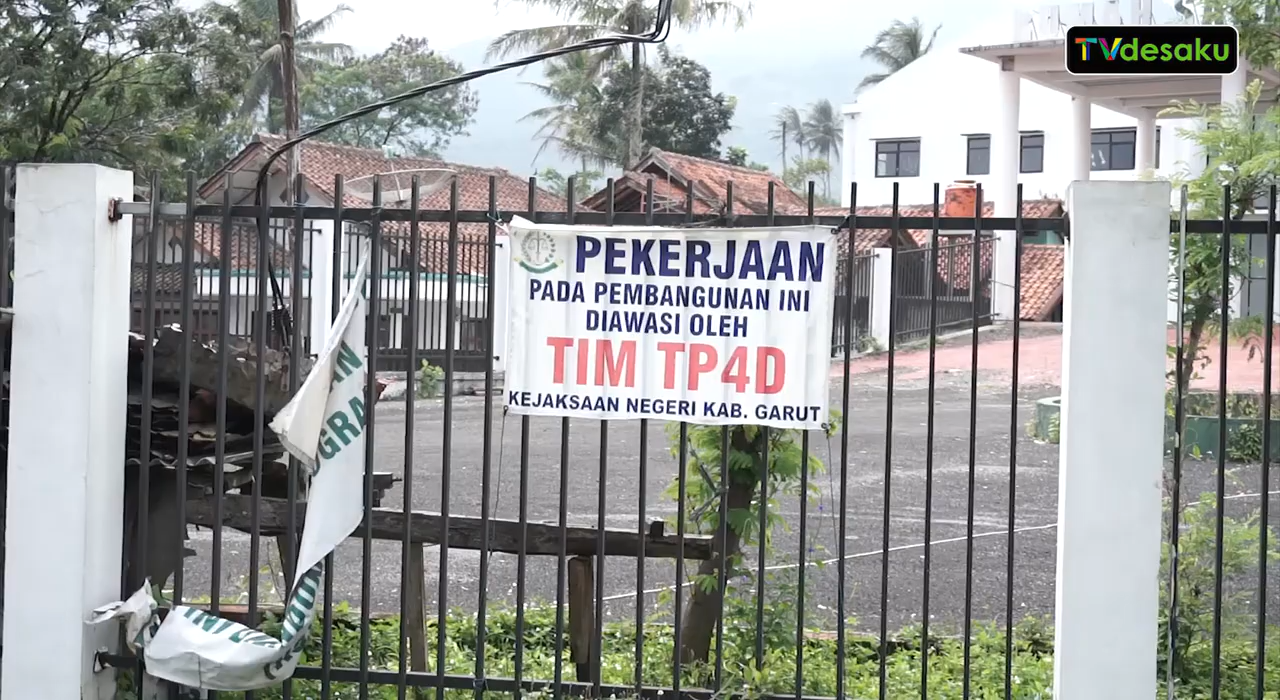 TVdesaku
PEKERJAAN
PADA PEMBANGUNAN INI
DIAWASI OLEH
TIM TP4D
KEJAKSAAN NEGERI KAB. GARUT